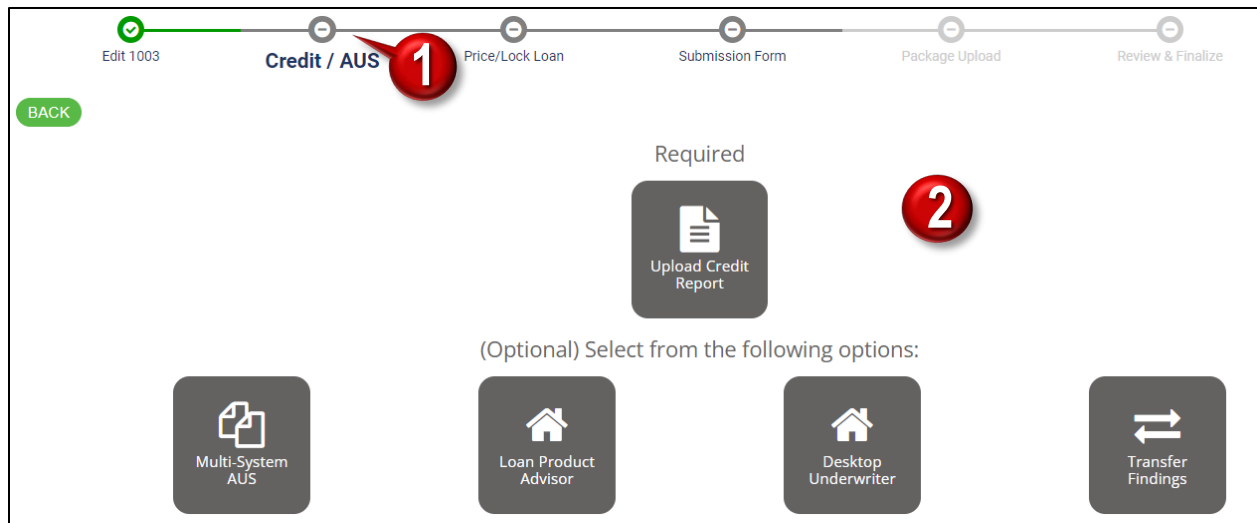 Edit 1003
Credit / AUS
1
Price/Lock Loan
Submission Form
Package Upload
Review & Finalize
BACK
Required
2
Upload Credit
Report
(Optional) Select from the following options:
Multi-System
AUS
Loan Product
Advisor
Desktop
Underwriter
Transfer
Findings